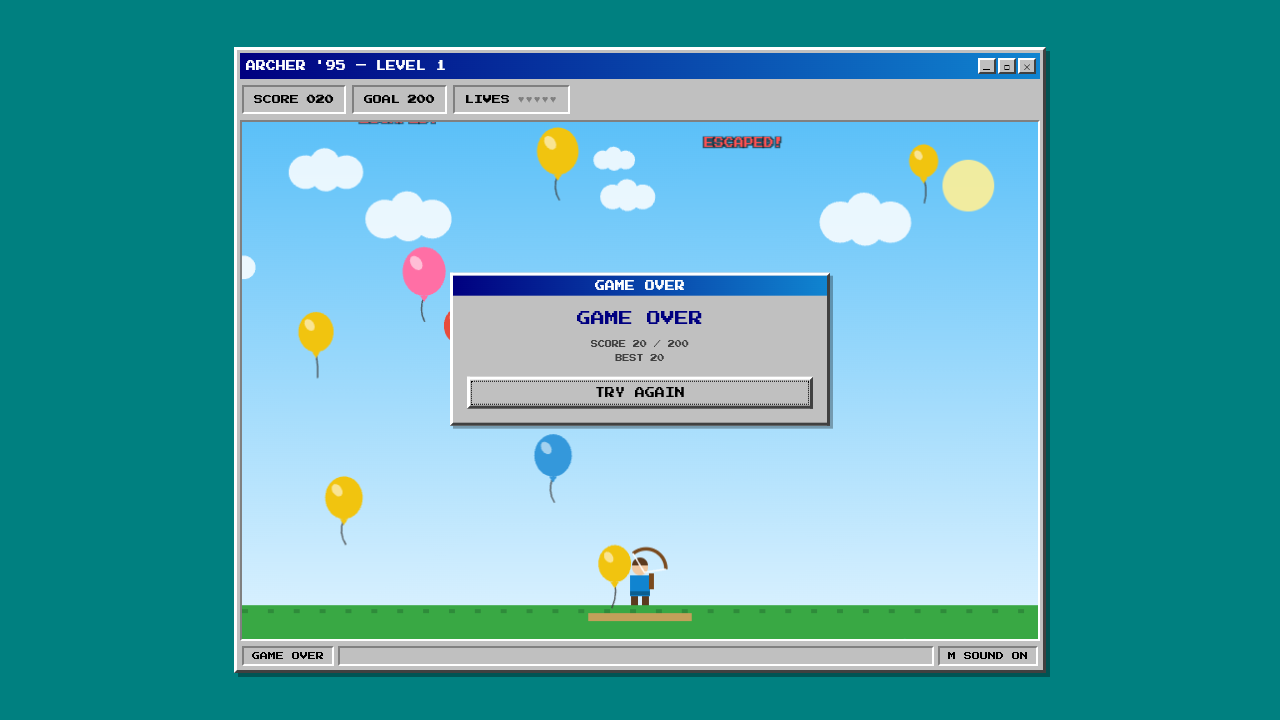 ARCHER '95 — LEVEL 1
SCORE 020
GOAL 200
LIVES ♥♥♥♥♥
ESCAPED!
GAME OVER
GAME OVER
SCORE 20 / 200
BEST 20
TRY AGAIN
GAME OVER
M SOUND ON